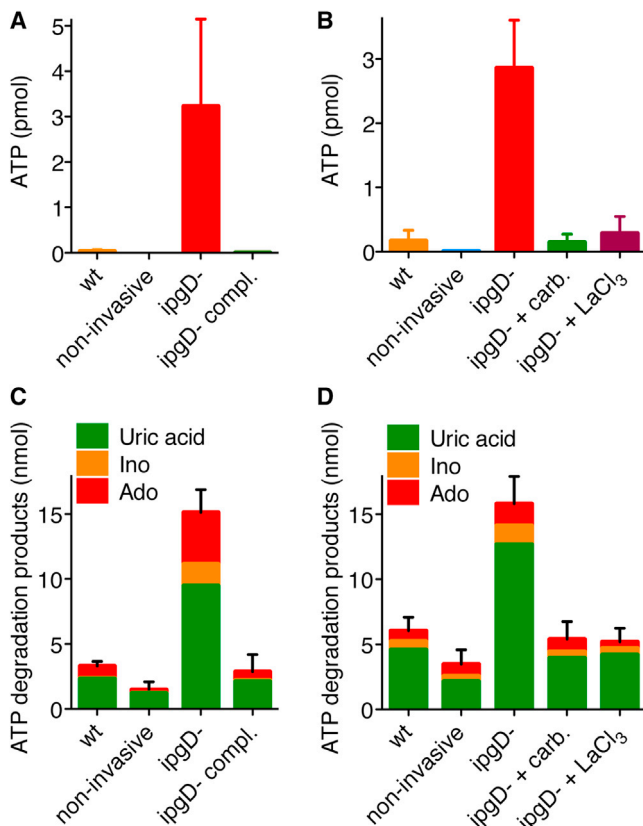 A
ATP (pmol)
5
4
3
2
1
0
wt
non-invasive
ipgD-
ipgD- compl.
B
ATP (pmol)
3
2
1
0
wt
non-invasive
ipgD-
ipgD- + carb.
ipgD- + LaCl3
C
Uric acid
Ino
Ado
ATP degradation products (nmol)
15
10
5
0
wt
non-invasive
ipgD-
ipgD- compl.
D
Uric acid
Ino
Ado
ATP degradation products (nmol)
15
10
5
0
wt
non-invasive
ipgD-
ipgD- + carb.
ipgD- + LaCl3